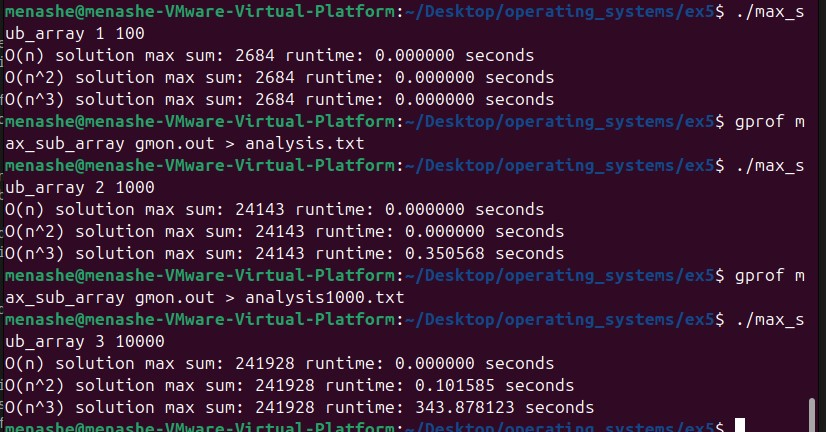 menashe@menashe-VMware-Virtual-Platform:~/Desktop/operating_systems/ex5$ ./max_s
ub_array 1 100
O(n) solution max sum: 2684 runtime: 0.000000 seconds
O(n^2) solution max sum: 2684 runtime: 0.000000 seconds
O(n^3) solution max sum: 2684 runtime: 0.000000 seconds
menashe@menashe-VMware-Virtual-Platform:~/Desktop/operating_systems/ex5$ gprof m
ax_sub_array gmon.out > analysis.txt
menashe@menashe-VMware-Virtual-Platform:~/Desktop/operating_systems/ex5$ ./max_s
ub_array 2 1000
O(n) solution max sum: 24143 runtime: 0.000000 seconds
O(n^2) solution max sum: 24143 runtime: 0.000000 seconds
O(n^3) solution max sum: 24143 runtime: 0.350568 seconds
menashe@menashe-VMware-Virtual-Platform:~/Desktop/operating_systems/ex5$ gprof m
ax_sub_array gmon.out > analysis1000.txt
menashe@menashe-VMware-Virtual-Platform:~/Desktop/operating_systems/ex5$ ./max_s
ub_array 3 10000
O(n) solution max sum: 241928 runtime: 0.000000 seconds
O(n^2) solution max sum: 241928 runtime: 0.101585 seconds
O(n^3) solution max sum: 241928 runtime: 343.878123 seconds
menashe@menashe-VMware-Virtual-Platform:~/Desktop/operating_systems/ex5$